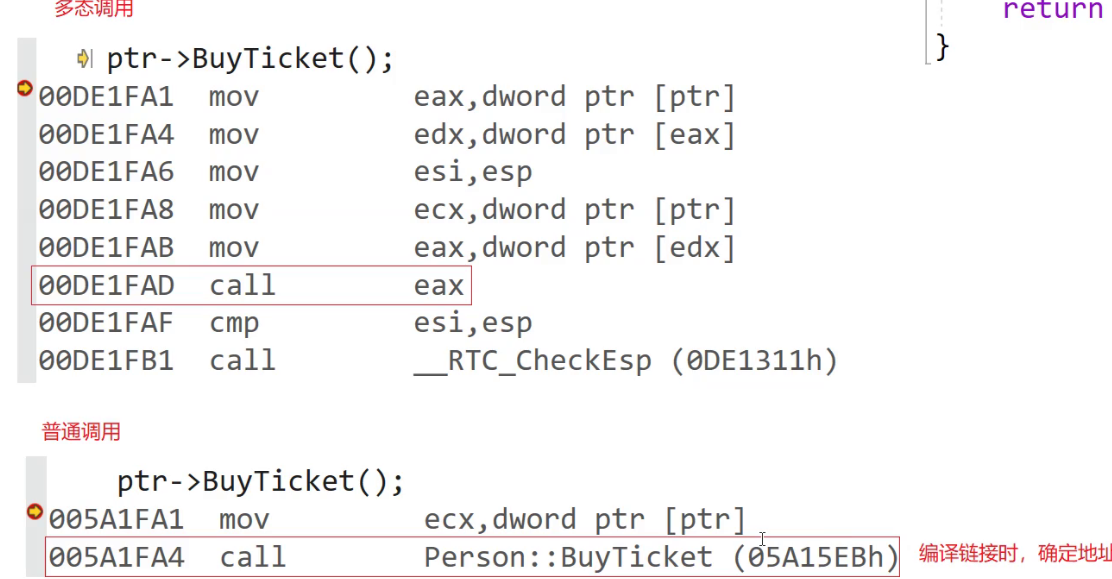 多态调用
return
}
ptr->BuyTicket();
00DE1FA1 mov eax,dword ptr [ptr]
00DE1FA4 mov edx,dword ptr [eax]
00DE1FA6 mov esi,esp
00DE1FA8 mov ecx,dword ptr [ptr]
00DE1FAB mov eax,dword ptr [edx]
00DE1FAD call eax
00DE1FAF cmp esi,esp
00DE1FB1 call __RTC_CheckEsp (0DE1311h)
普通调用
ptr->BuyTicket();
005A1FA1 mov ecx,dword ptr [ptr]
005A1FA4 call Person::BuyTicket (05A15EBh)
编译链接时，确定地址